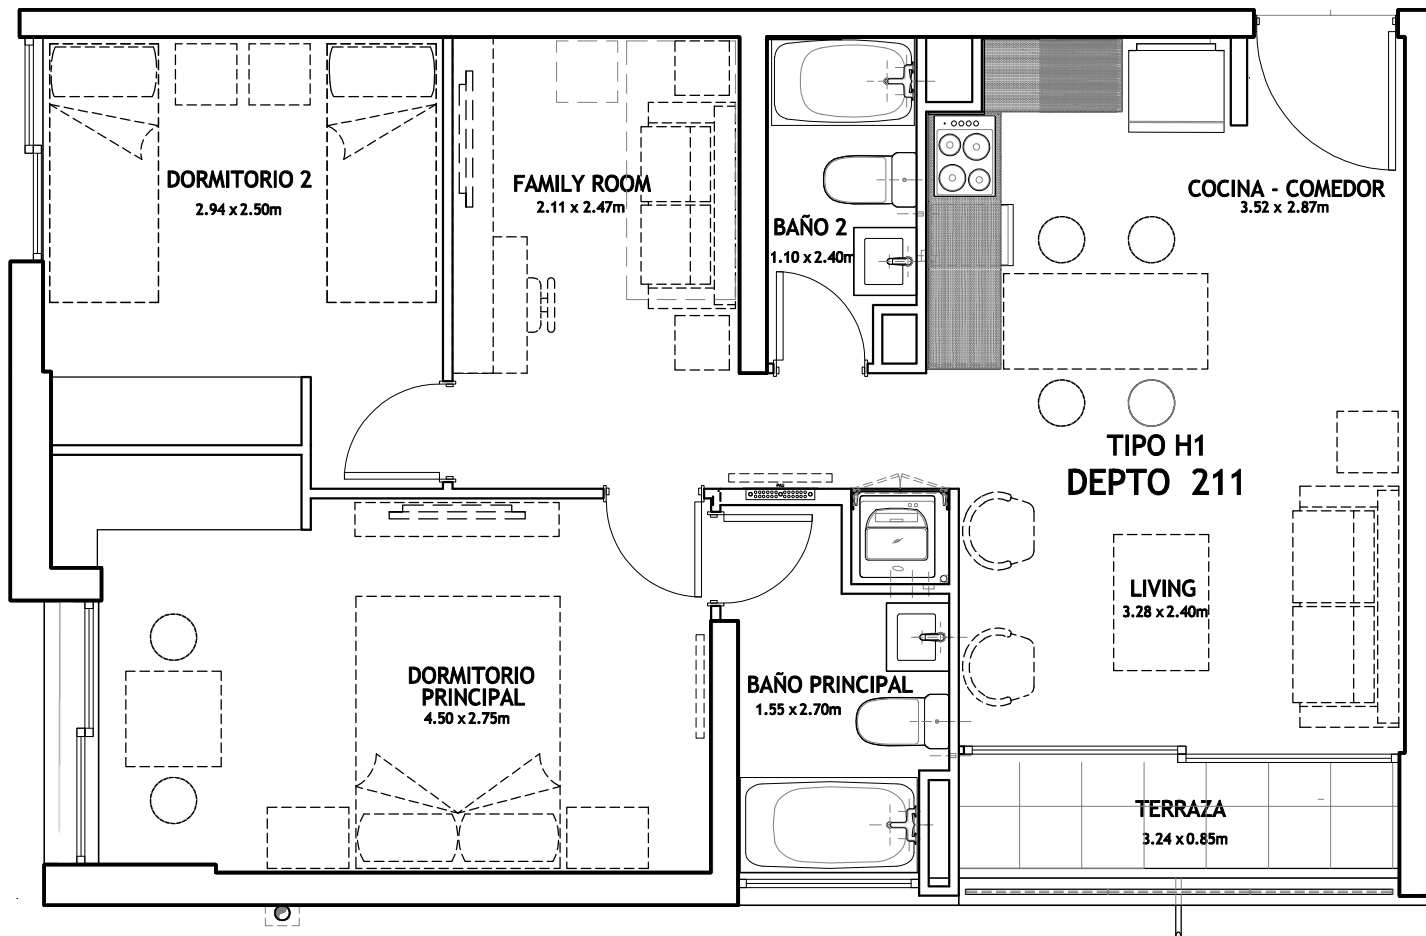 DORMITORIO 2
2.94 x 2.50m
FAMILY ROOM
2.11 x 2.47m
BAÑO 2
1.10 x 2.40m
COCINA - COMEDOR
3.52 x 2.87m
TIPO H1
DEPTO 211
LIVING
3.28 x 2.40m
DORMITORIO
PRINCIPAL
4.50 x 2.75m
BAÑO PRINCIPAL
1.55 x 2.70m
TERRAZA
3.24 x 0.85m